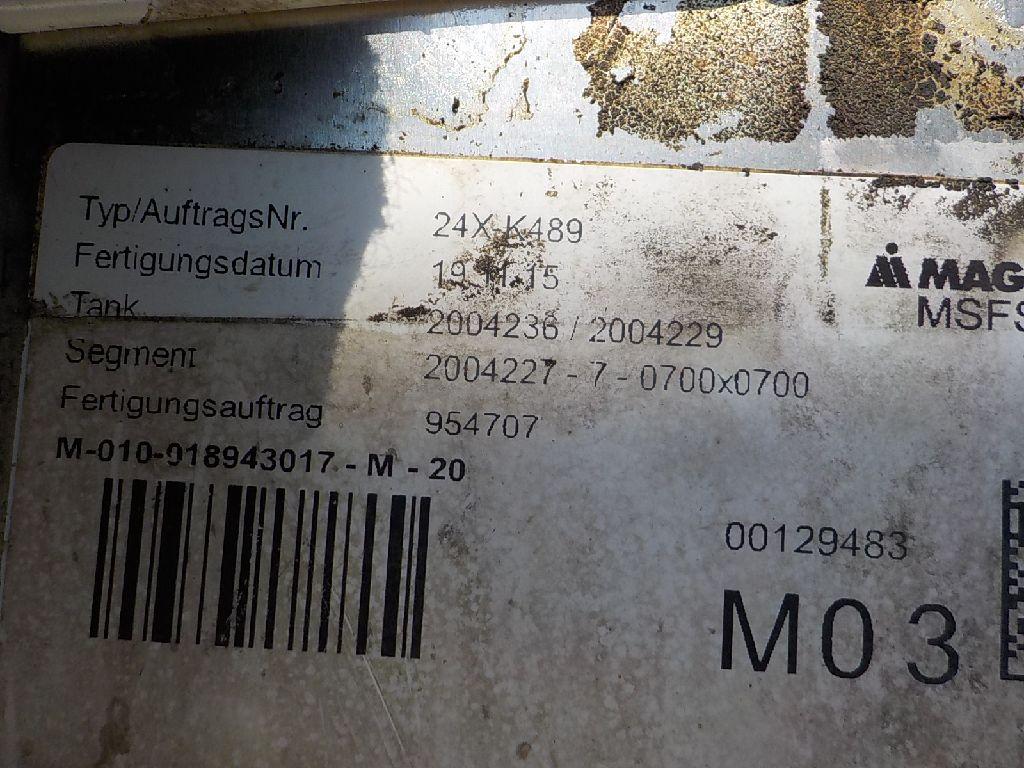 Typ/AuftragsNr. 24X-K489
Fertigungsdatum 19.11.15
Tank 2004236 / 2004229
Segment 2004227 - 7 - 0700x0700
Fertigungsauftrag 954707
M-010-918943017 - M - 20
MAG
MSFS
00129483
M03